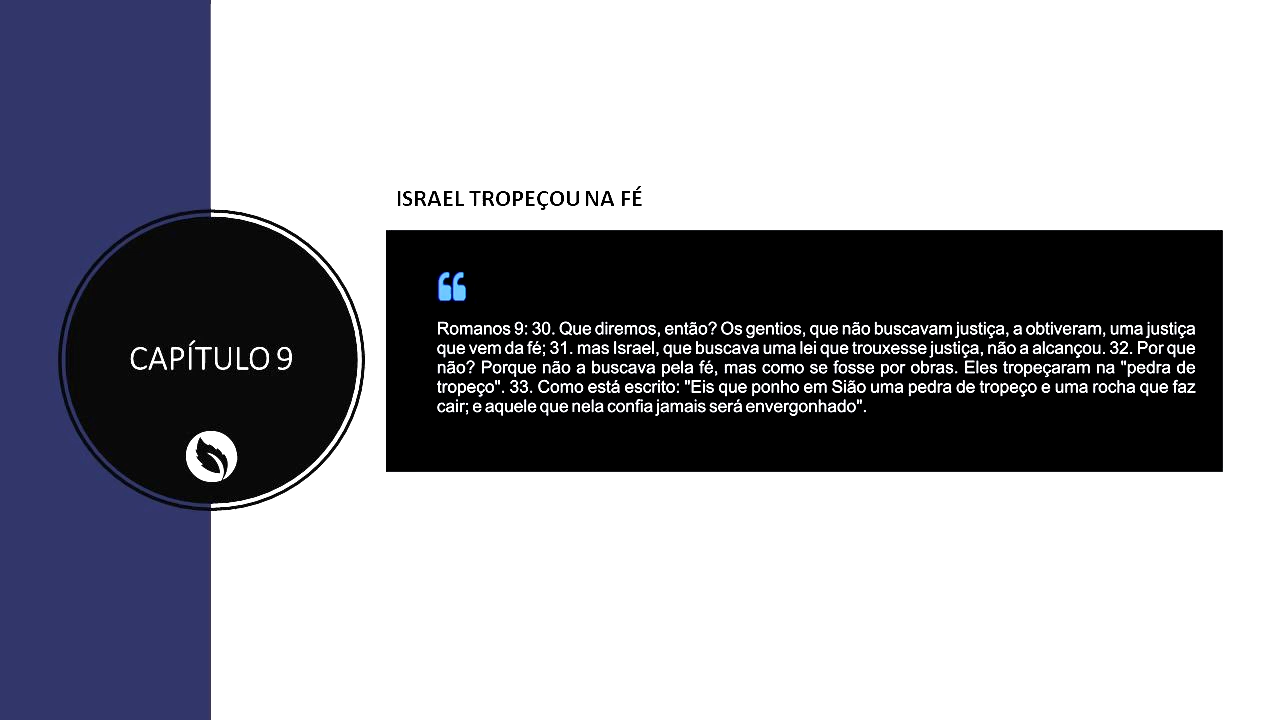 ISRAEL TROPEÇOU NA FÉ
CAPÍTULO 9
Romanos 9: 30. Que diremos, então? Os gentios, que não buscavam justiça, a obtiveram, uma justiça
que vem da fé; 31. mas Israel, que buscava uma lei que trouxesse justiça, não a alcançou. 32. Por que
não? Porque não a buscava pela fé, mas como se fosse por obras. Eles tropeçaram na "pedra de
tropeço". 33. Como está escrito: "Eis que ponho em Sião uma pedra de tropeço e uma rocha que faz
cair; e aquele que nela confia jamais será envergonhado".